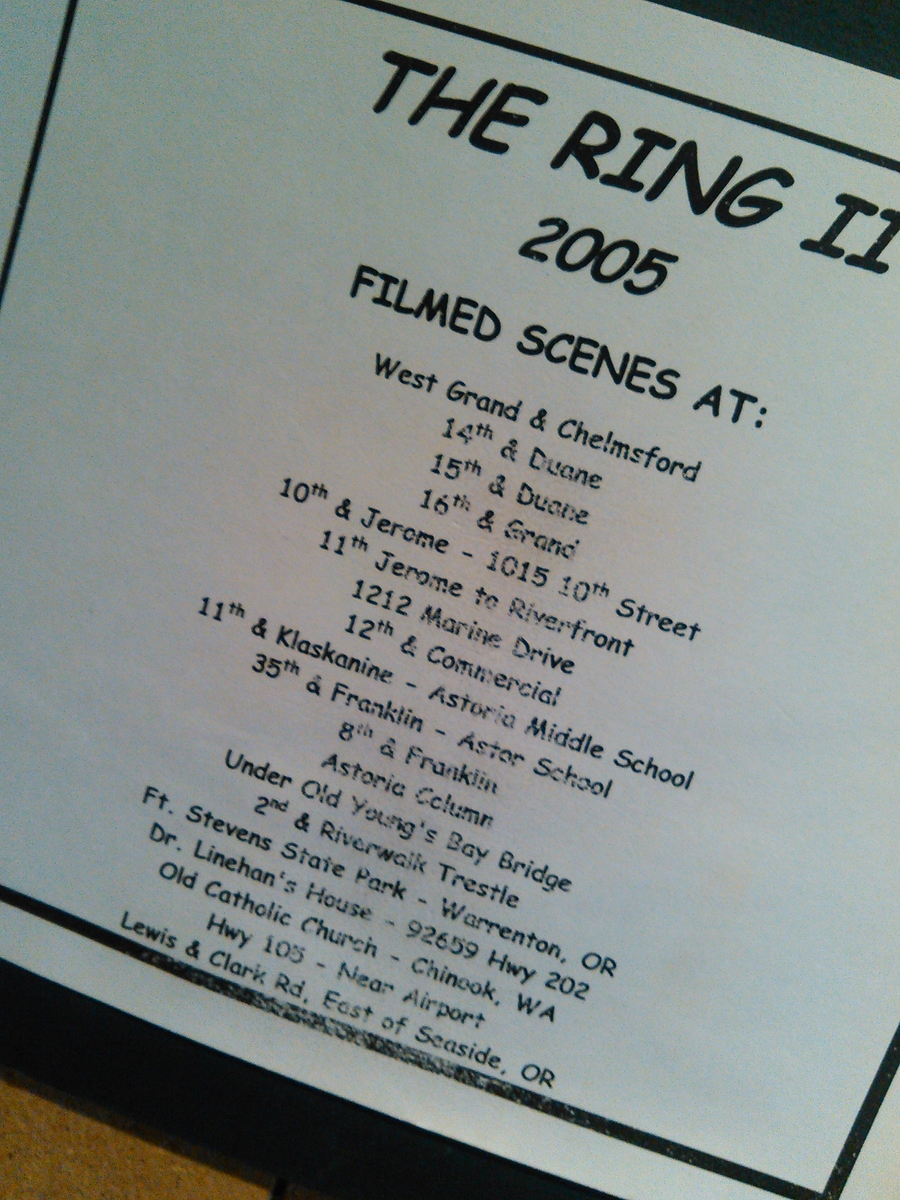 THE RING II
2005
FILMED SCENES AT:
West Grand & Chelmsford
14th & Duane
15th & Duane
16th & Grand
10th & Jerome - 1015 10th Street
11th Jerome to Riverfront
1212 Marine Drive
12th & Commercial
11th & Klaskanine - Astoria Middle School
35th & Franklin - Astor School
8th & Franklin
Astoria Column
Under Old Young's Bay Bridge
2nd & Riverwalk Trestle
Ft. Stevens State Park - Warrenton, OR
Dr. Linehan's House - 92659 Hwy 202
Old Catholic Church - Chinook, WA
Hwy 105 - Near Airport
Lewis & Clark Rd, East of Seaside, OR